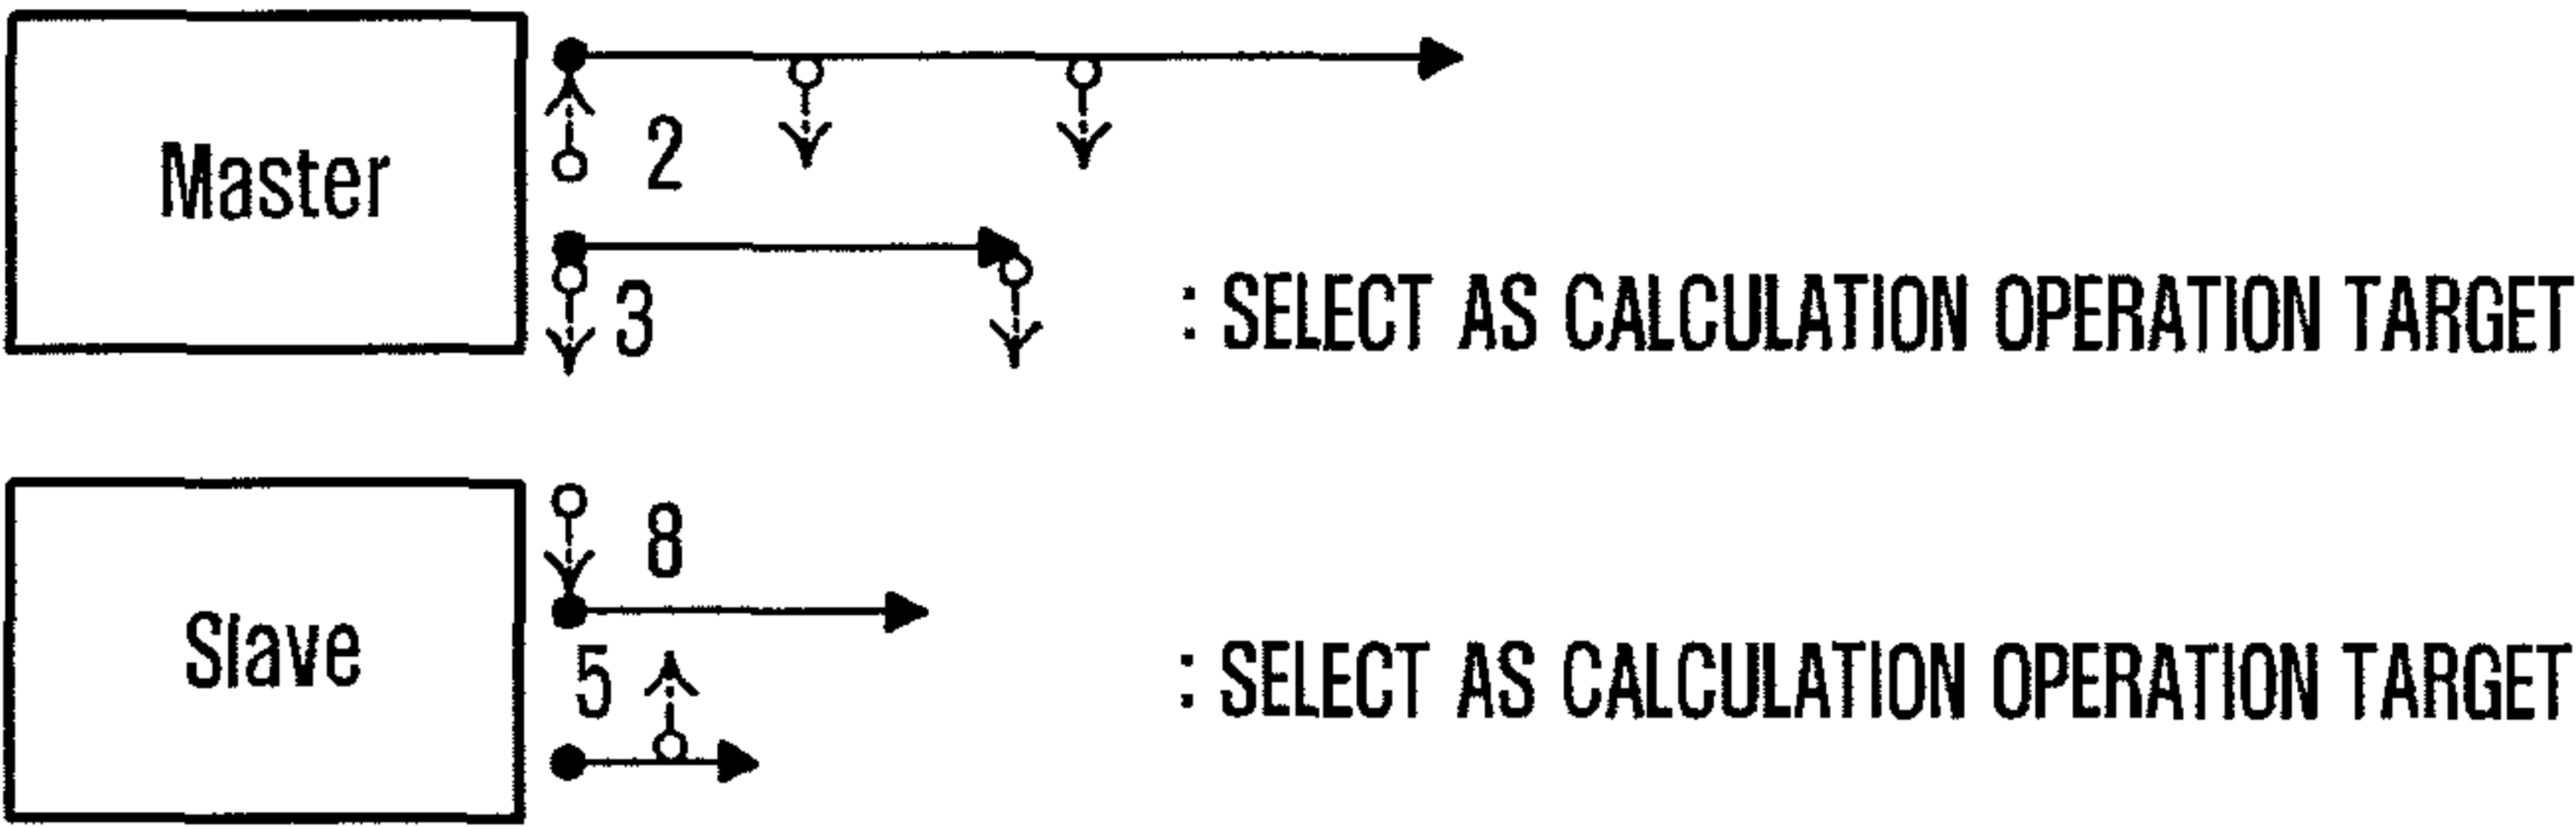 Master
2
3
: SELECT AS CALCULATION OPERATION TARGET
Slave
8
5
: SELECT AS CALCULATION OPERATION TARGET